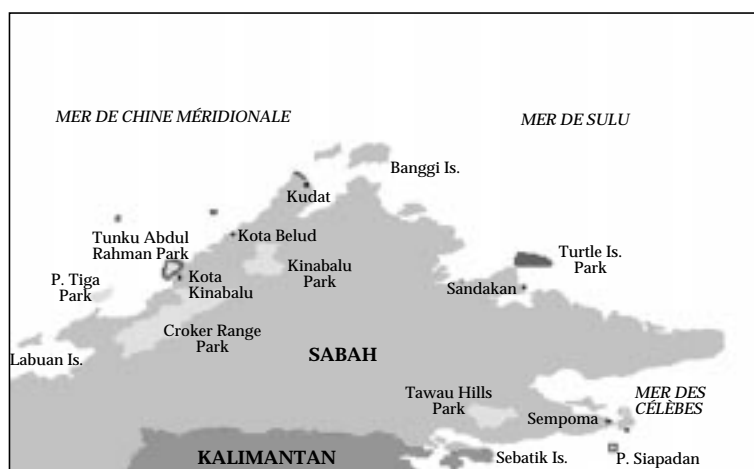 MER DE CHINE MÉRIDIONALE
MER DE SULU
Banggi Is.
Kudat
Kota Belud
Tunku Abdul
Rahman Park
Turtle Is.
Park
Kinabalu
Park
P. Tiga
Park
Kota
Kinabalu
Sandakan
Croker Range
Park
Labuan Is.
SABAH
Tawau Hills
Park
MER DES
CÉLÈBES
Sempoma
KALIMANTAN
Sebatik Is.
P. Siapadan